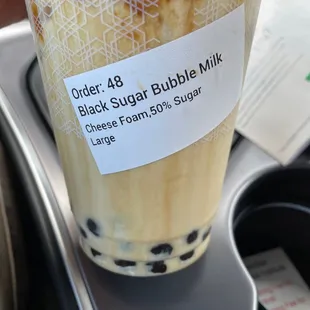 Order: 48
Black Sugar Bubble Milk
Cheese Foam,50% Sugar
Large